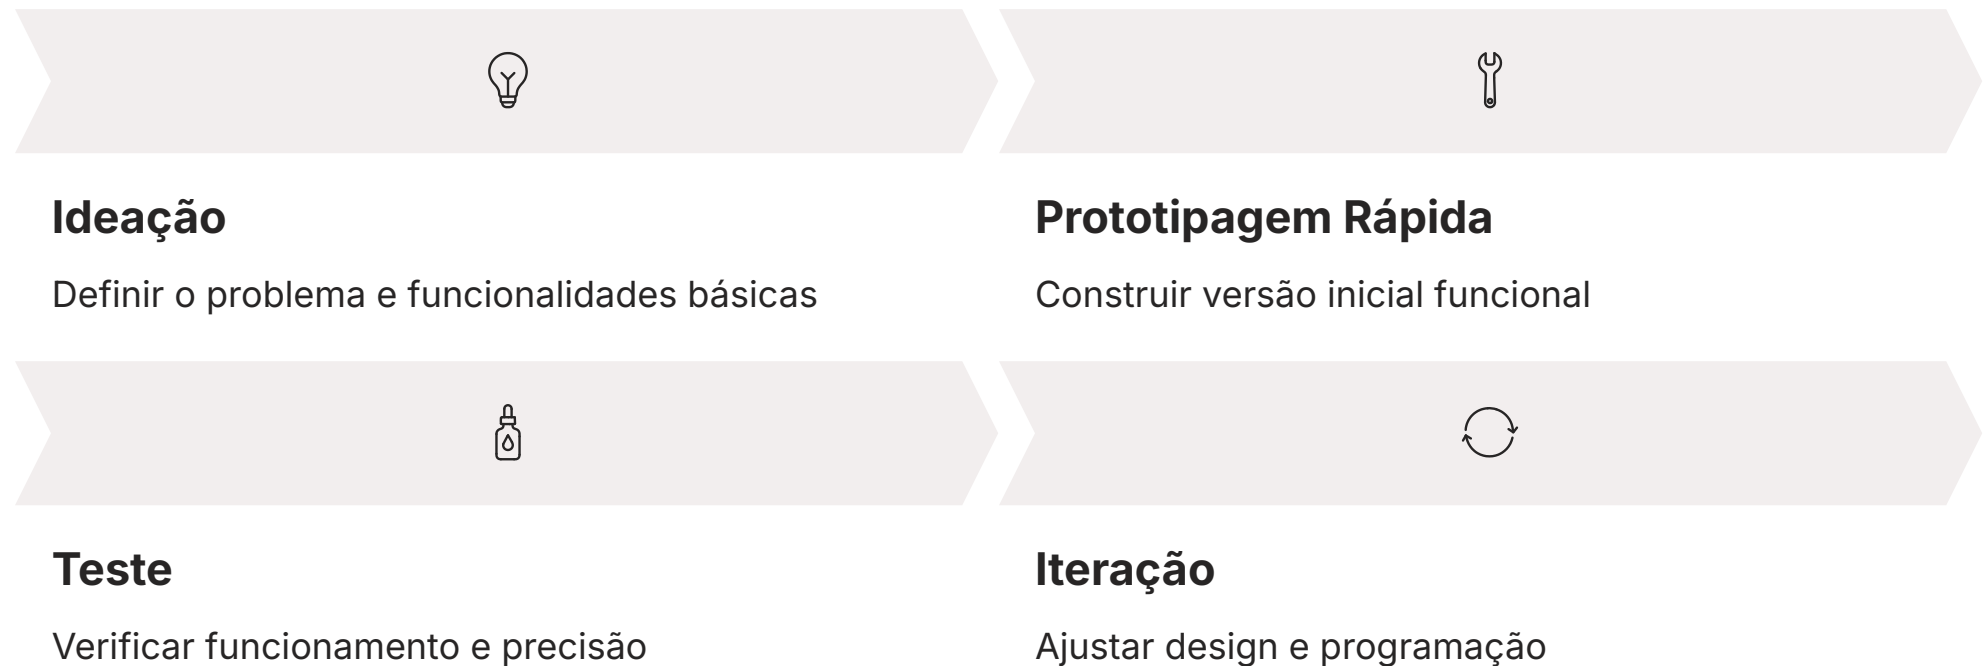 Ideação
Definir o problema e funcionalidades básicas
Prototipagem Rápida
Construir versão inicial funcional
Teste
Verificar funcionamento e precisão
Iteração
Ajustar design e programação